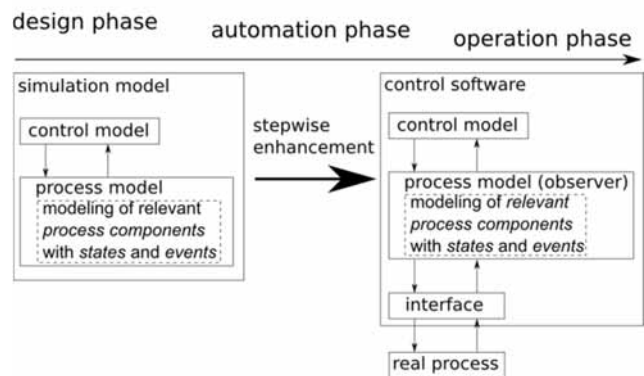 design phase
automation phase
operation phase
simulation model
control model
process model
modeling of relevant
process components
with states and events
stepwise
enhancement
control software
control model
process model (observer)
modeling of relevant
process components
with states and events
interface
real process